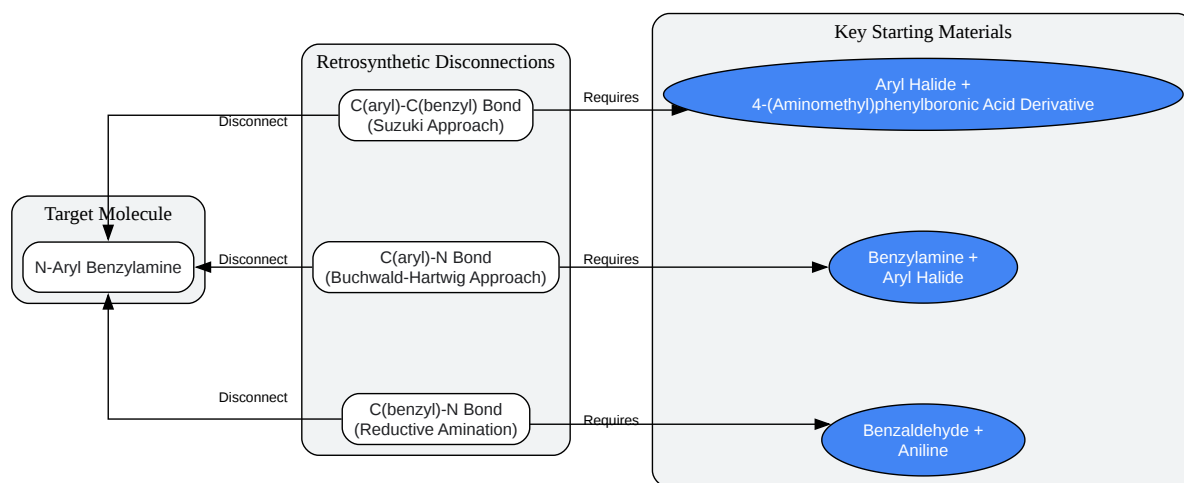 Key Starting Materials
Retrosynthetic Disconnections
Aryl Halide +
4-(Aminomethyl)phenylboronic Acid Derivative
Requires
C(aryl)-C(benzyl) Bond
(Suzuki Approach)
Disconnect
Target Molecule
N-Aryl Benzylamine
Disconnect
C(aryl)-N Bond
(Buchwald-Hartwig Approach)
Requires
Benzylamine +
Aryl Halide
Disconnect
C(benzyl)-N Bond
(Reductive Amination)
Requires
Benzaldehyde +
Aniline